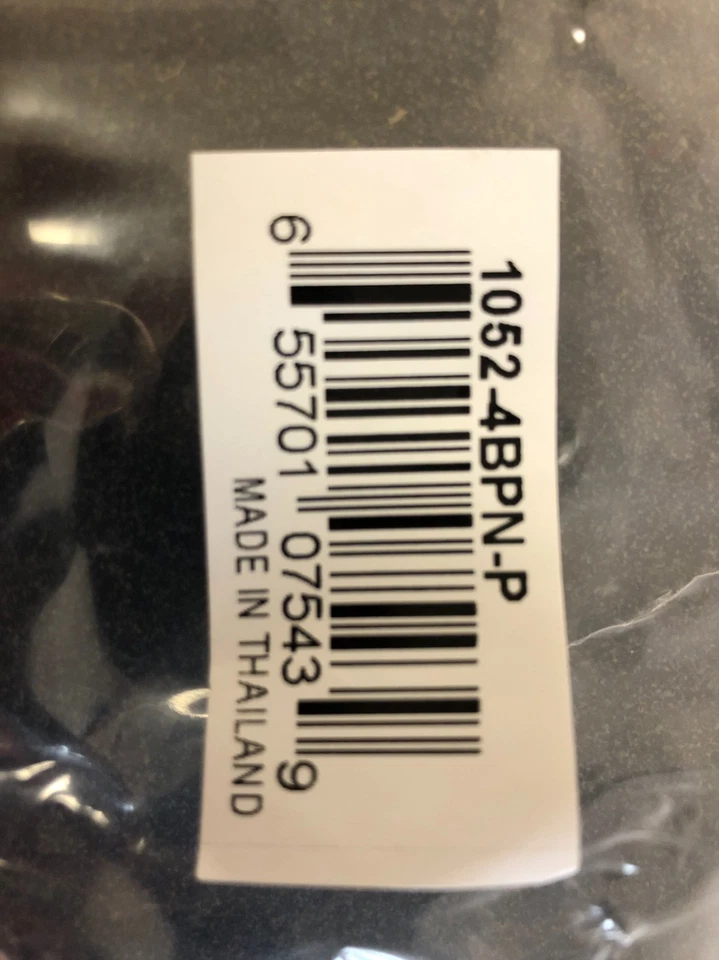 1052-4BPN-P
6 55701 07543 9
MADE IN THAILAND